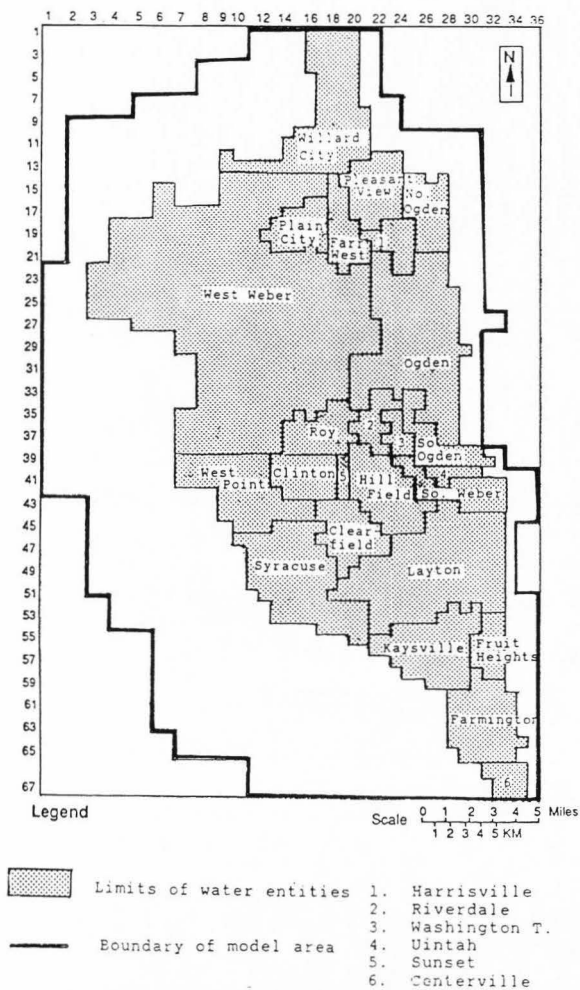 7 8 9 10 12 14 16 18 20 22 24 26 28 30 32 34 36
1
3
5
7
9
11
13
15
17
19
21
23
25
27
29
31
33
35
37
39
41
43
45
47
49
51
53
55
57
59
61
63
65
67
N
Willard
City
Pleasant
View
No.
Ogden
Plain
City
Farr
West
1
West Weber
Ogden
Roy
2
3
So.
Ogden
West
Point
Clinton
5
Hill
Field
4
So. Weber
Clear-
field
Syracuse
Layton
Kaysville
Fruit
Heights
Farmington
6
Legend
Scale
0 1 2 3 4 5 Miles
1 2 3 4 5 KM
Limits of water entities
Boundary of model area
1. Harrisville
2. Riverdale
3. Washington T.
4. Uintah
5. Sunset
6. Centerville